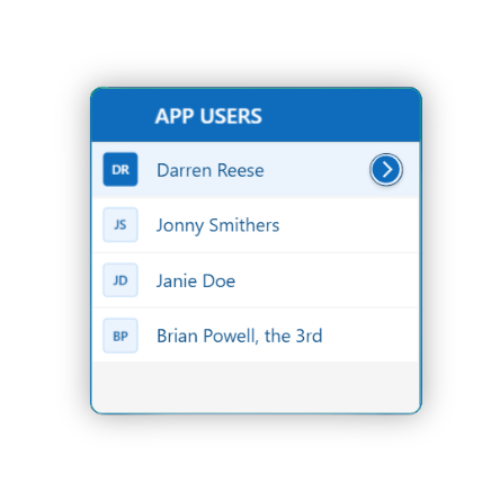 APP USERS
DR Darren Reese
JS Jonny Smithers
JD Janie Doe
BP Brian Powell, the 3rd